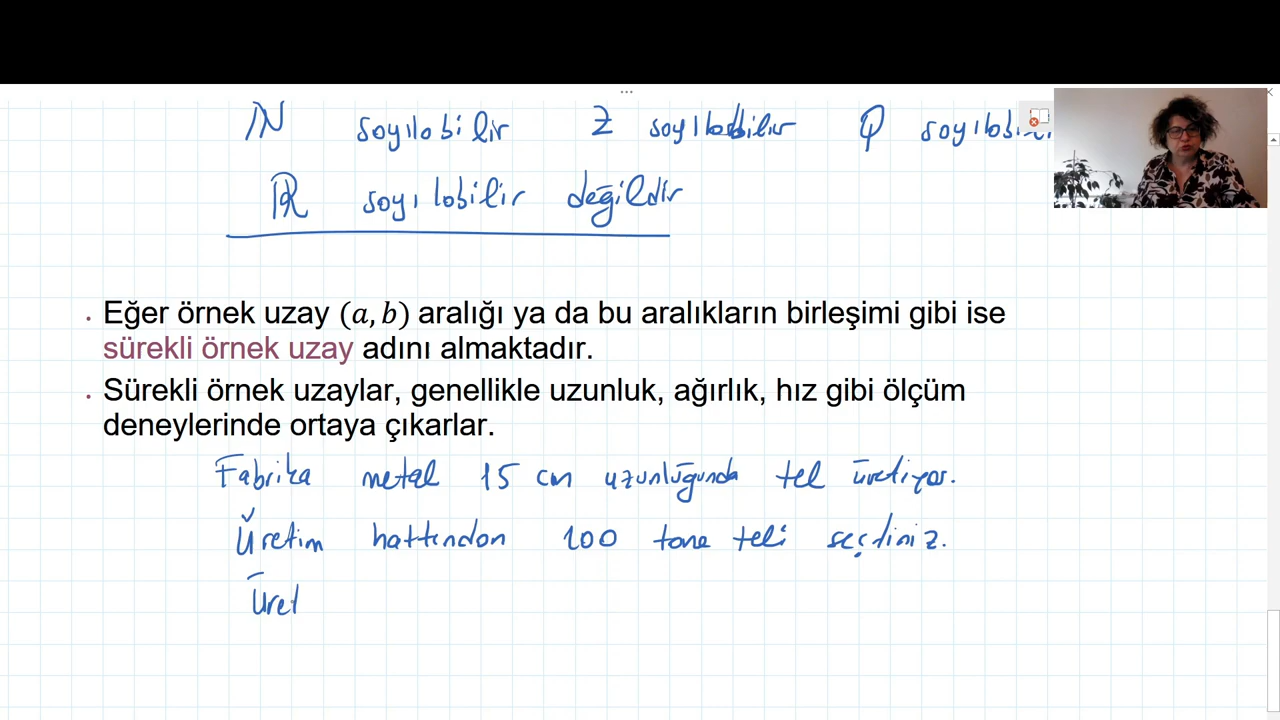 ℕ sayılabilir ℤ sayılabilir ℚ sayılabilir
ℝ sayılabilir değildir
• Eğer örnek uzay (a, b) aralığı ya da bu aralıkların birleşimi gibi ise
sürekli örnek uzay adını almaktadır.
• Sürekli örnek uzaylar, genellikle uzunluk, ağırlık, hız gibi ölçüm
deneylerinde ortaya çıkarlar.
Fabrika metal 15 cm uzunluğunda tel üretiyor.
Üretim hattından 100 tane teli seçtiniz.
Üret